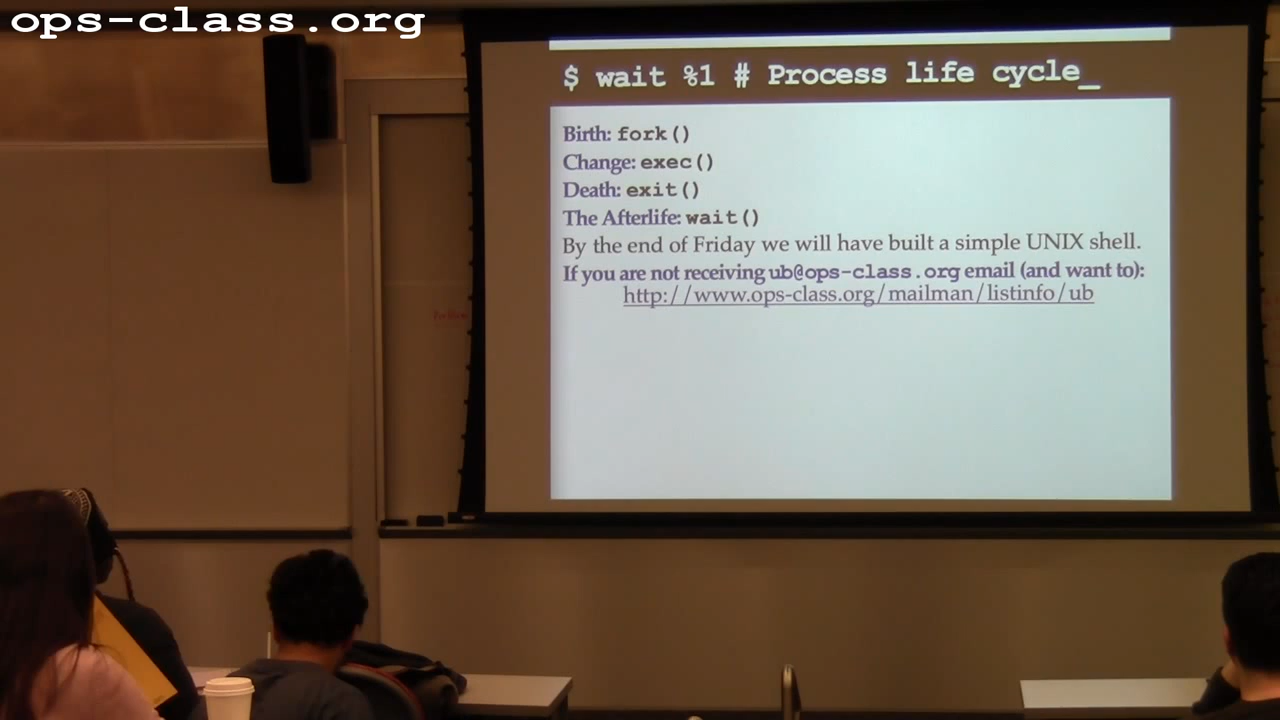 ops-class.org
$ wait %1 # Process life cycle_
Birth: fork()
Change: exec()
Death: exit()
The Afterlife: wait()
By the end of Friday we will have built a simple UNIX shell.
If you are not receiving ub@ops-class.org email (and want to):
http://www.ops-class.org/mailman/listinfo/ub